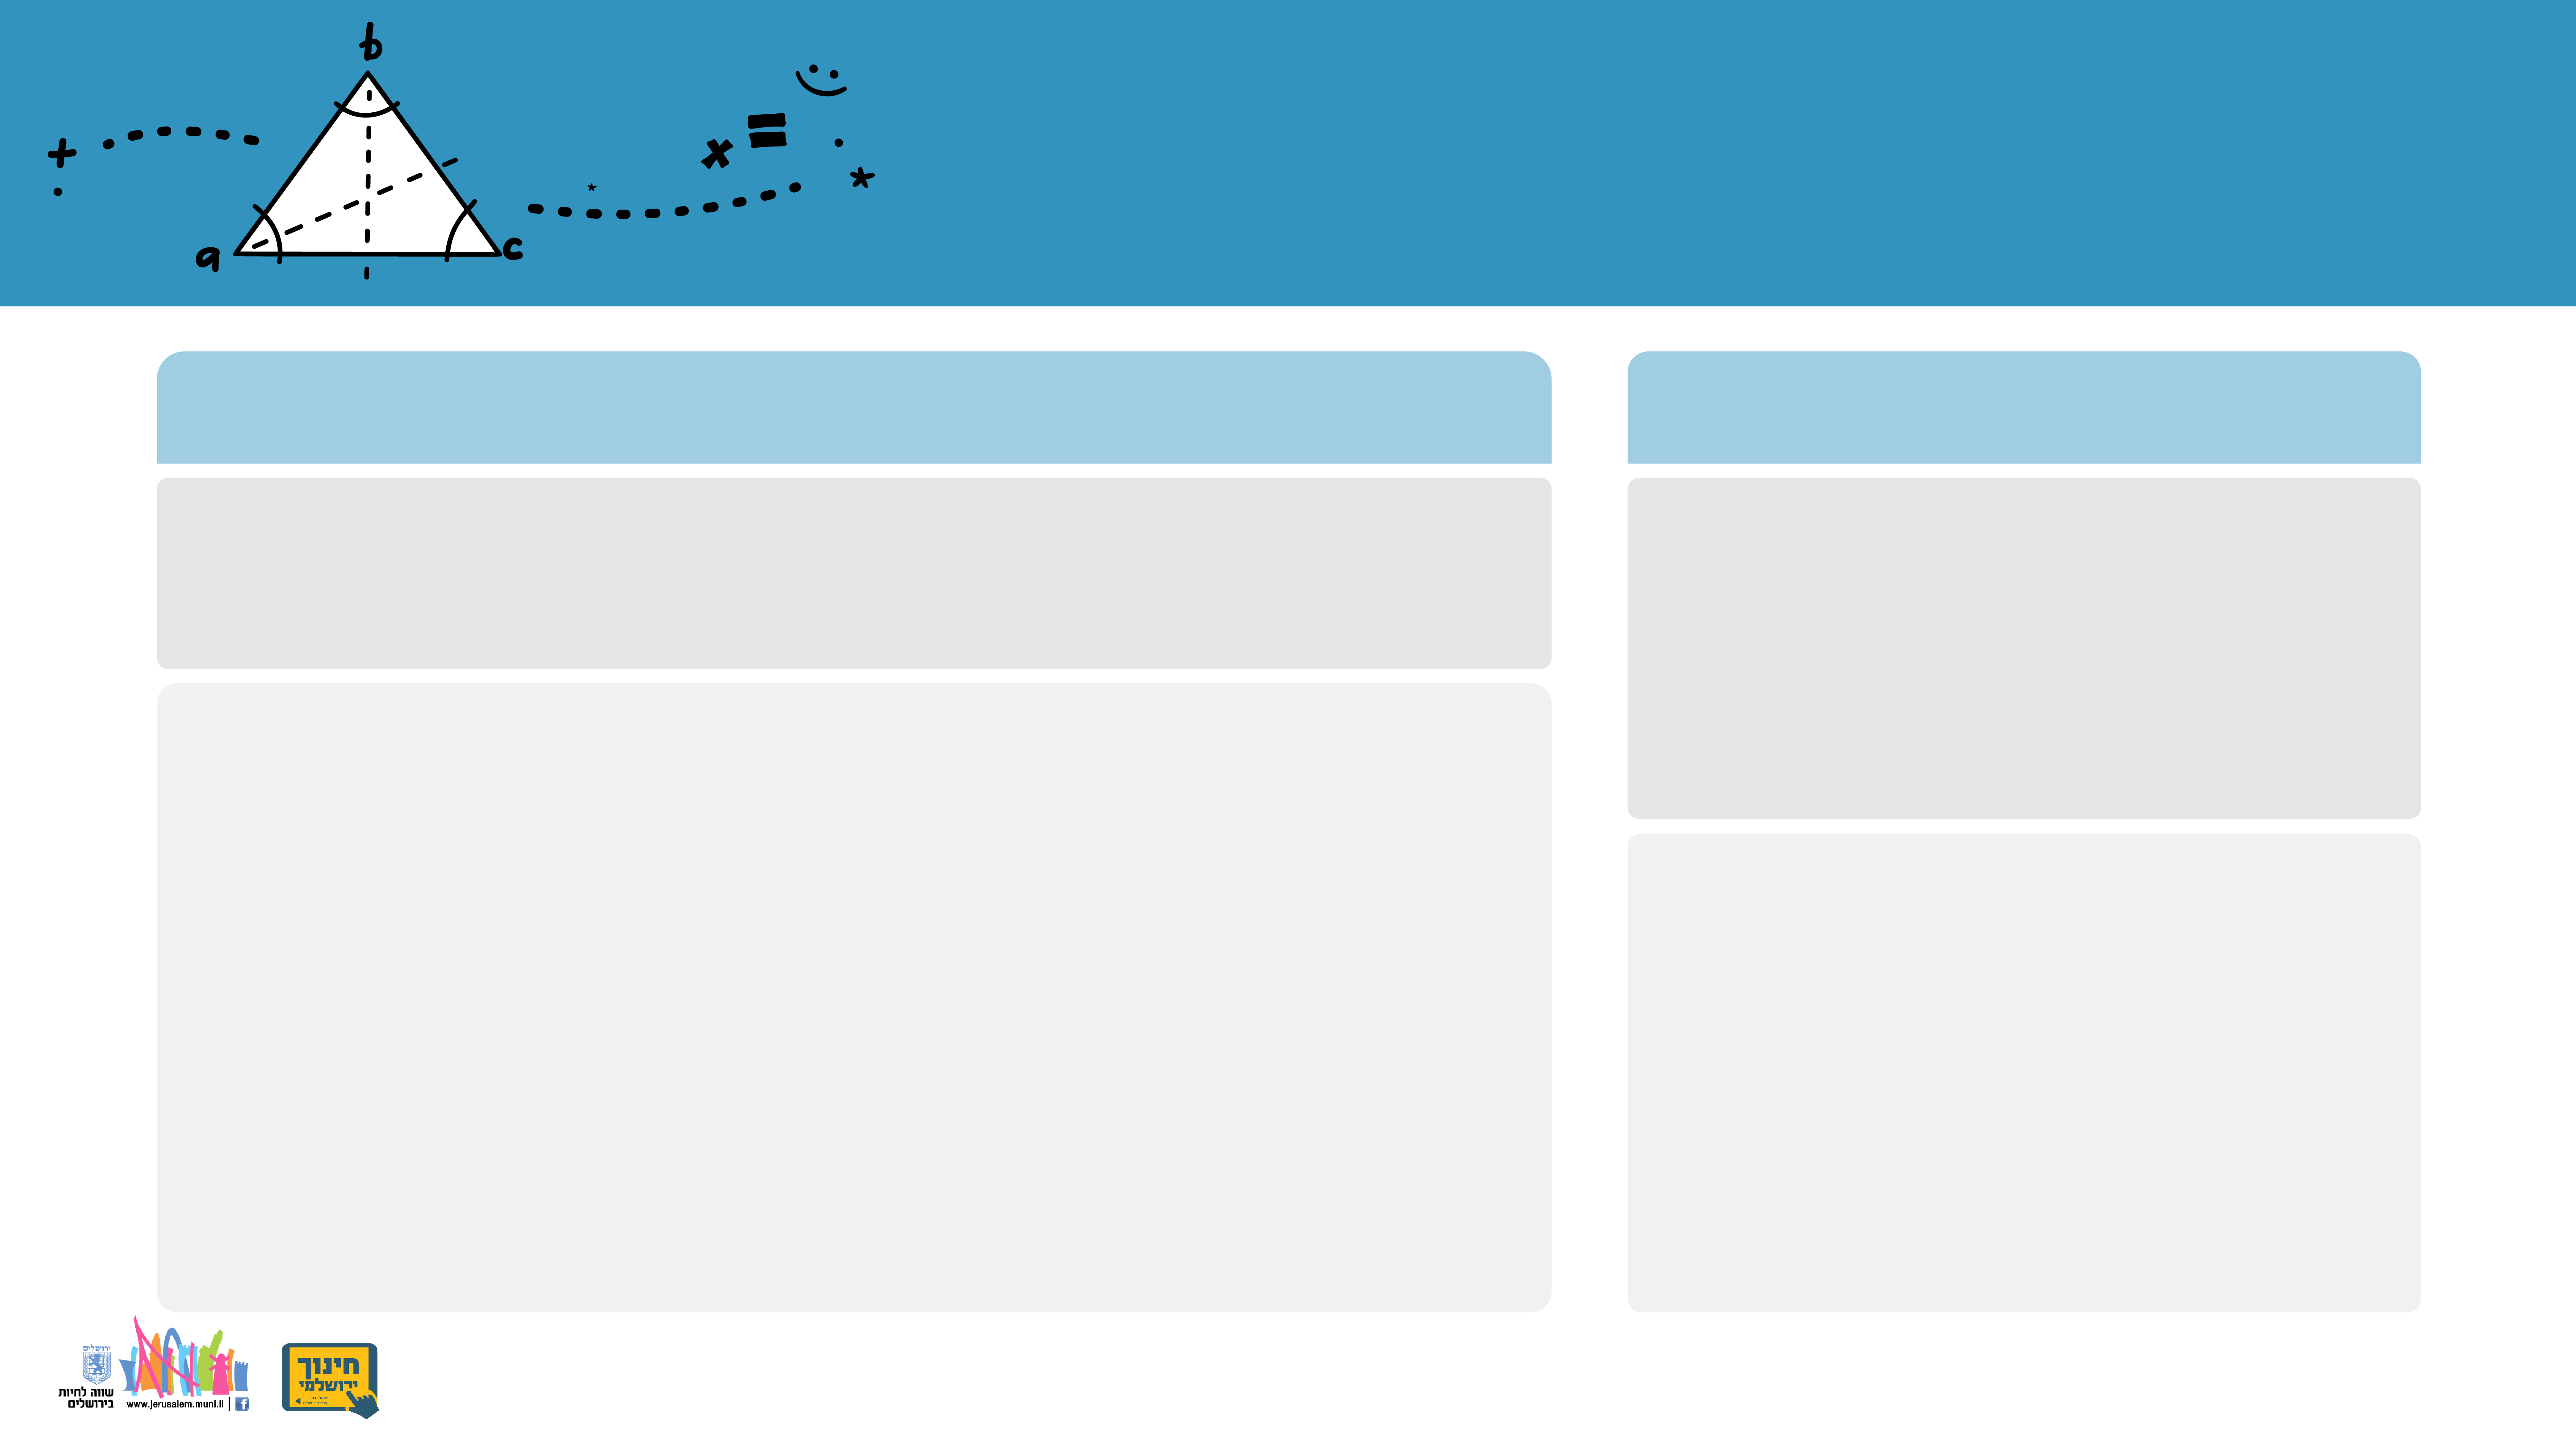 b
a
c
+
× =
*
ירושלים
שווה לחיות
בירושלים
www.jerusalem.muni.il | f
חינוך
ירושלמי